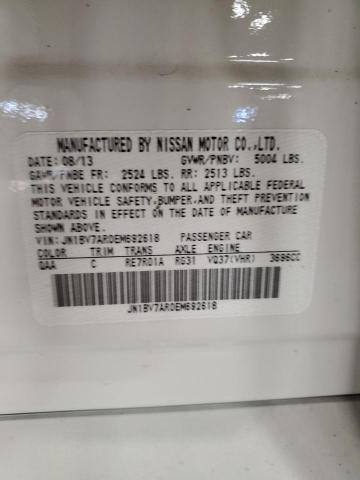 MANUFACTURED BY NISSAN MOTOR CO.,LTD.
DATE: 08/13 GVWR/PNBV: 5004 LBS.
GAWR/PNBE FR: 2524 LBS. RR: 2513 LBS.
THIS VEHICLE CONFORMS TO ALL APPLICABLE FEDERAL
MOTOR VEHICLE SAFETY,BUMPER,AND THEFT PREVENTION
STANDARDS IN EFFECT ON THE DATE OF MANUFACTURE
SHOWN ABOVE.
VIN: JN1BV7AR0EM692618 PASSENGER CAR
COLOR TRIM TRANS AXLE ENGINE
QAA C RE7R01A RG31 VQ37(VHR) 3696CC
JN1BV7AR0EM692618